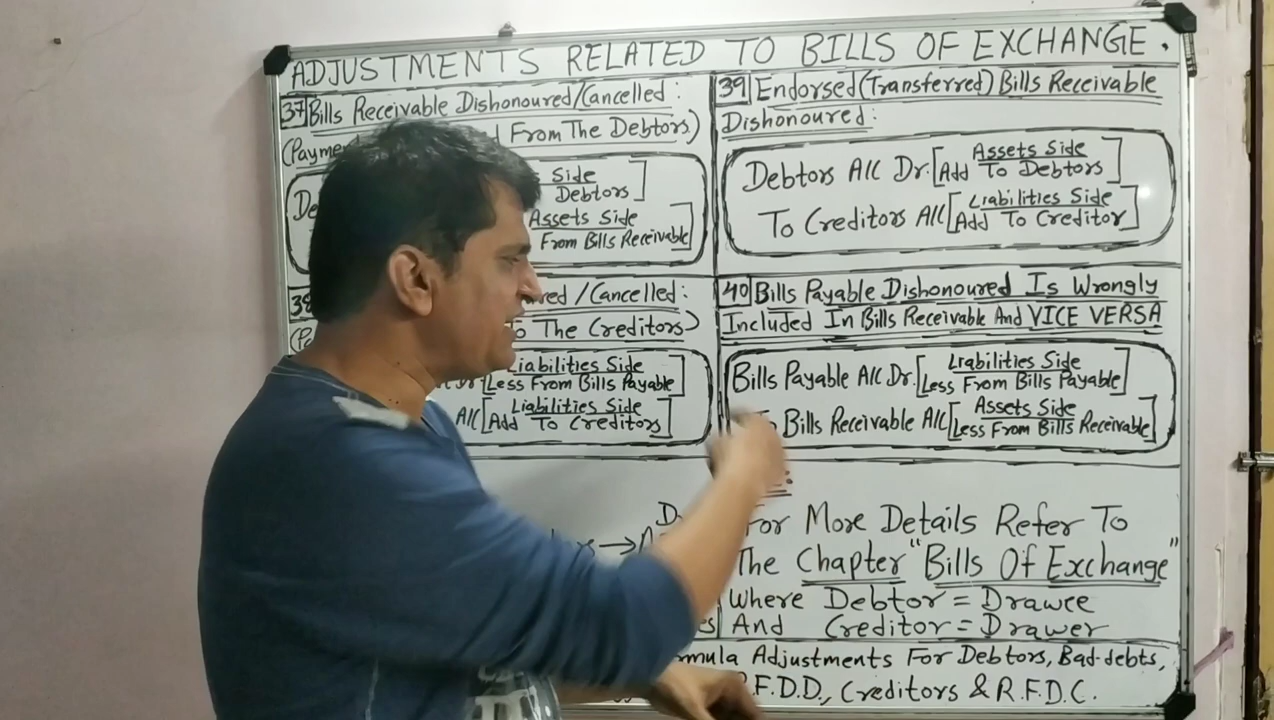 ADJUSTMENTS RELATED TO BILLS OF EXCHANGE.
37 Bills Receivable Dishonoured/Cancelled:
From The Debtors)
Side
Debtors]
Assets Side
From Bills Receivable]
/Cancelled:
To The Creditors)
Liabilities Side
[Less From Bills Payable]
A/C [Liabilities Side
Add To Creditors]
39 Endorsed (Transferred) Bills Receivable
Dishonoured:
Debtors A/C Dr. [Assets Side
Add To Debtors]
To Creditors A/C [Liabilities Side
Add To Creditor]
40 Bills Payable Dishonoured Is Wrongly
Included In Bills Receivable And VICE VERSA
Bills Payable A/C Dr. [Liabilities Side
Less From Bills Payable]
To Bills Receivable A/C [Assets Side
Less From Bills Receivable]
For More Details Refer To
The Chapter "Bills Of Exchange"
Where Debtor = Drawee
And Creditor = Drawer
Adjustments For Debtors, Bad-debts,
R.F.D.D., Creditors & R.F.D.C.